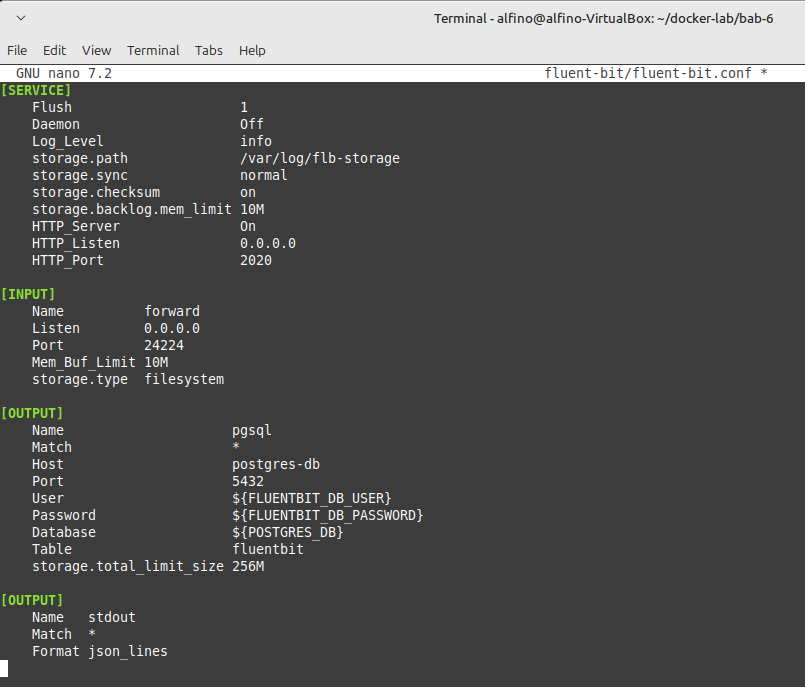 Terminal - alfino@alfino-VirtualBox: ~/docker-lab/bab-6
File Edit View Terminal Tabs Help
GNU nano 7.2 fluent-bit/fluent-bit.conf *
[SERVICE]
Flush 1
Daemon Off
Log_Level info
storage.path /var/log/flb-storage
storage.sync normal
storage.checksum on
storage.backlog.mem_limit 10M
HTTP_Server On
HTTP_Listen 0.0.0.0
HTTP_Port 2020
[INPUT]
Name forward
Listen 0.0.0.0
Port 24224
Mem_Buf_Limit 10M
storage.type filesystem
[OUTPUT]
Name pgsql
Match *
Host postgres-db
Port 5432
User ${FLUENTBIT_DB_USER}
Password ${FLUENTBIT_DB_PASSWORD}
Database ${POSTGRES_DB}
Table fluentbit
storage.total_limit_size 256M
[OUTPUT]
Name stdout
Match *
Format json_lines